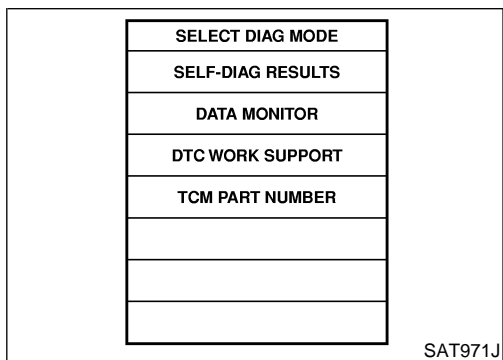 SELECT DIAG MODE
SELF-DIAG RESULTS
DATA MONITOR
DTC WORK SUPPORT
TCM PART NUMBER
SAT971J